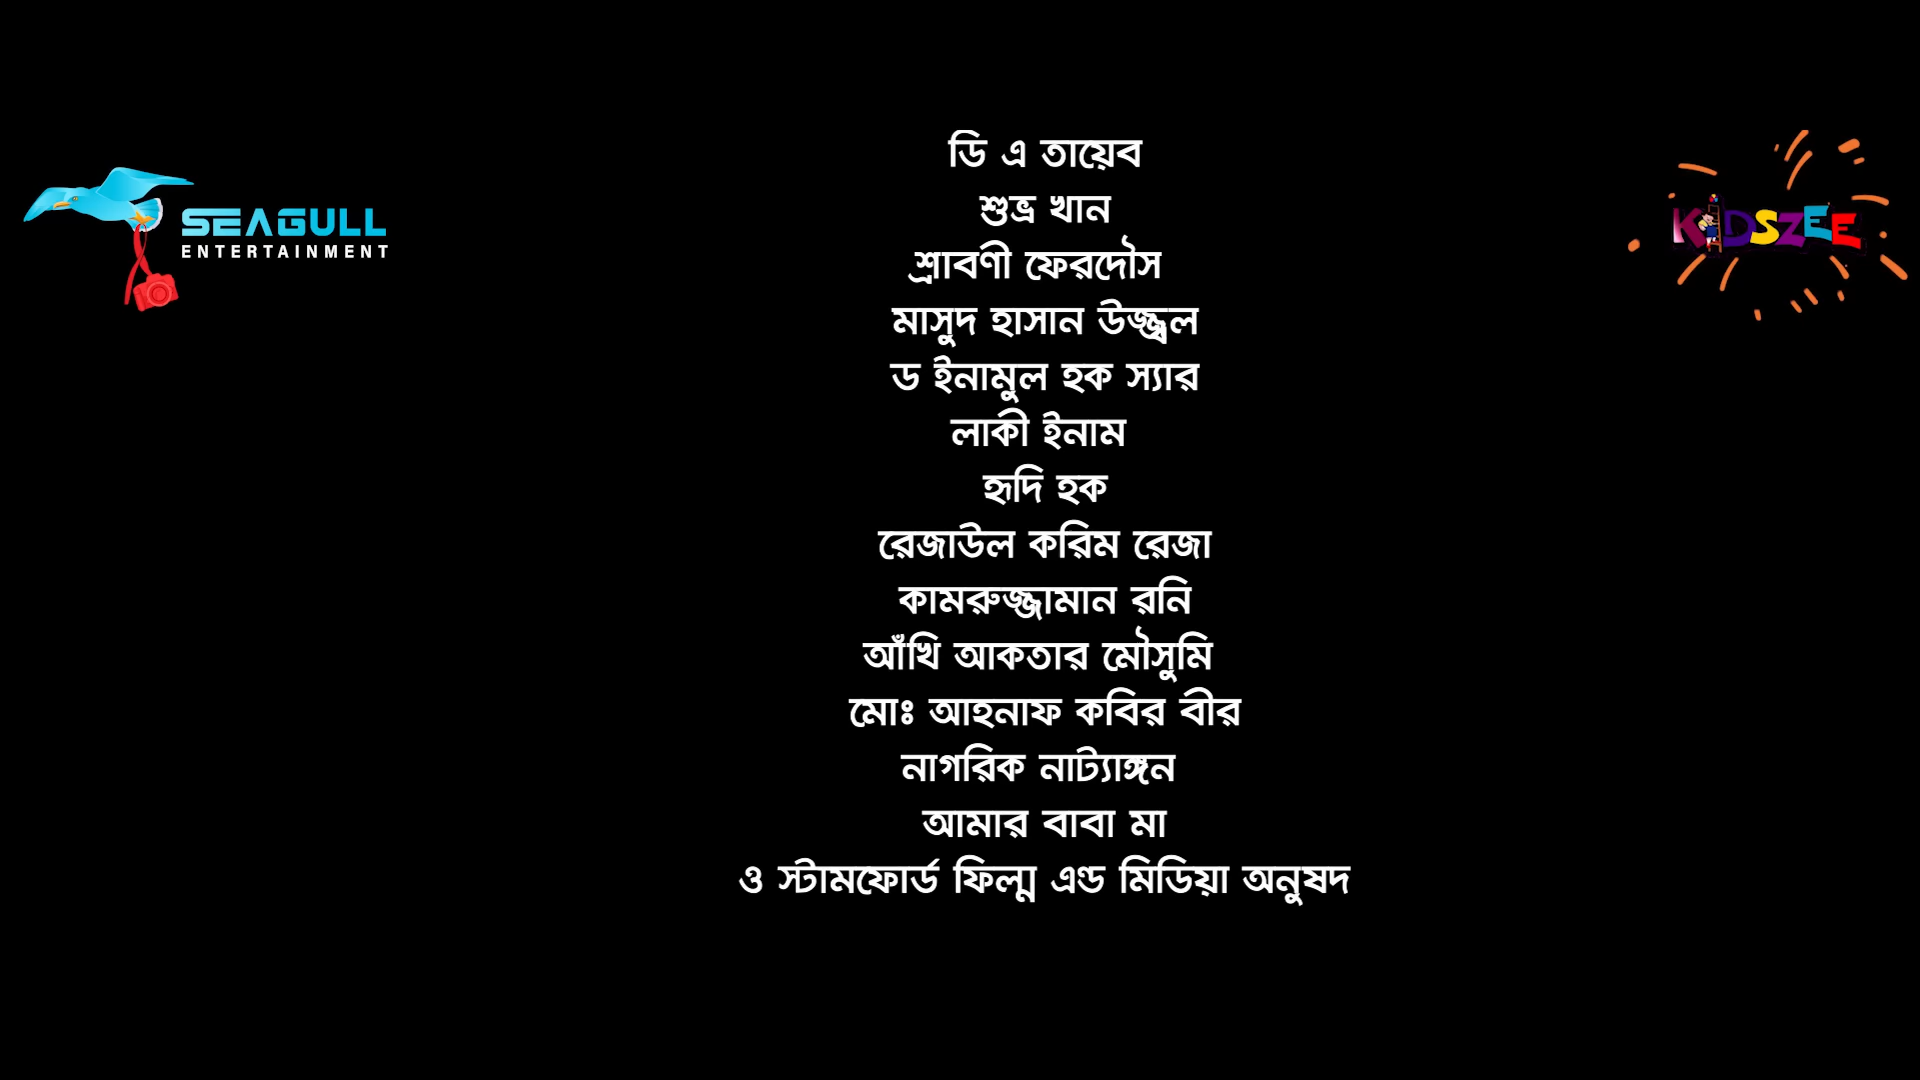 SEAGULL
ENTERTAINMENT
KIDSZEE
ডি এ তায়েব
শুভ্র খান
শ্রাবণী ফেরদৌস
মাসুদ হাসান উজ্জ্বল
ড ইনামুল হক স্যার
লাকী ইনাম
হৃদি হক
রেজাউল করিম রেজা
কামরুজ্জামান রনি
আঁখি আকতার মৌসুমি
মোঃ আহনাফ কবির বীর
নাগরিক নাট্যাঙ্গন
আমার বাবা মা
ও স্টামফোর্ড ফিল্ম এন্ড মিডিয়া অনুষদ